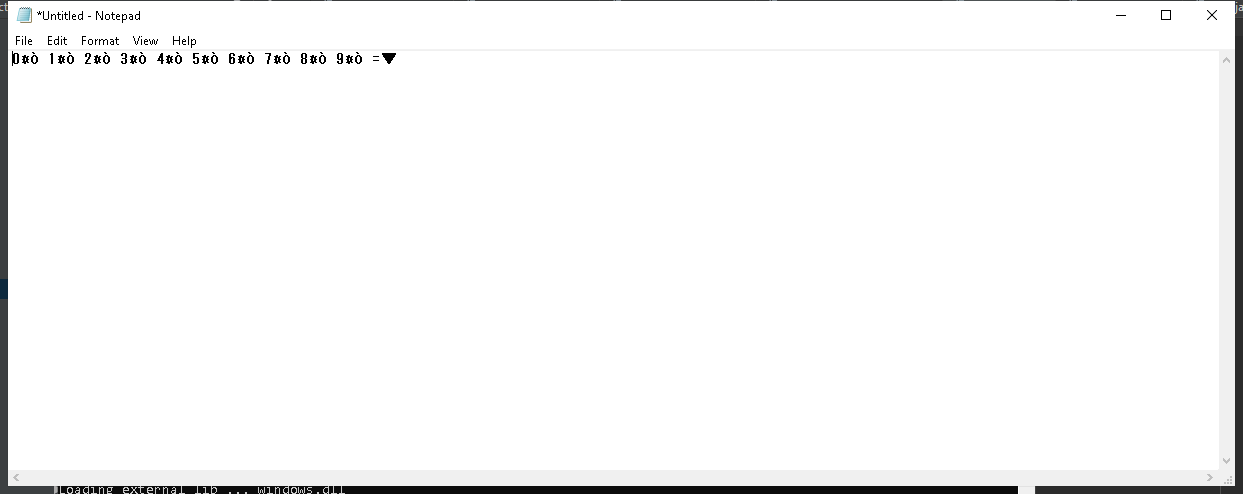 *Untitled - Notepad
File Edit Format View Help
0*ò 1*ò 2*ò 3*ò 4*ò 5*ò 6*ò 7*ò 8*ò 9*ò =▼
Loading external lib ... windows.dll